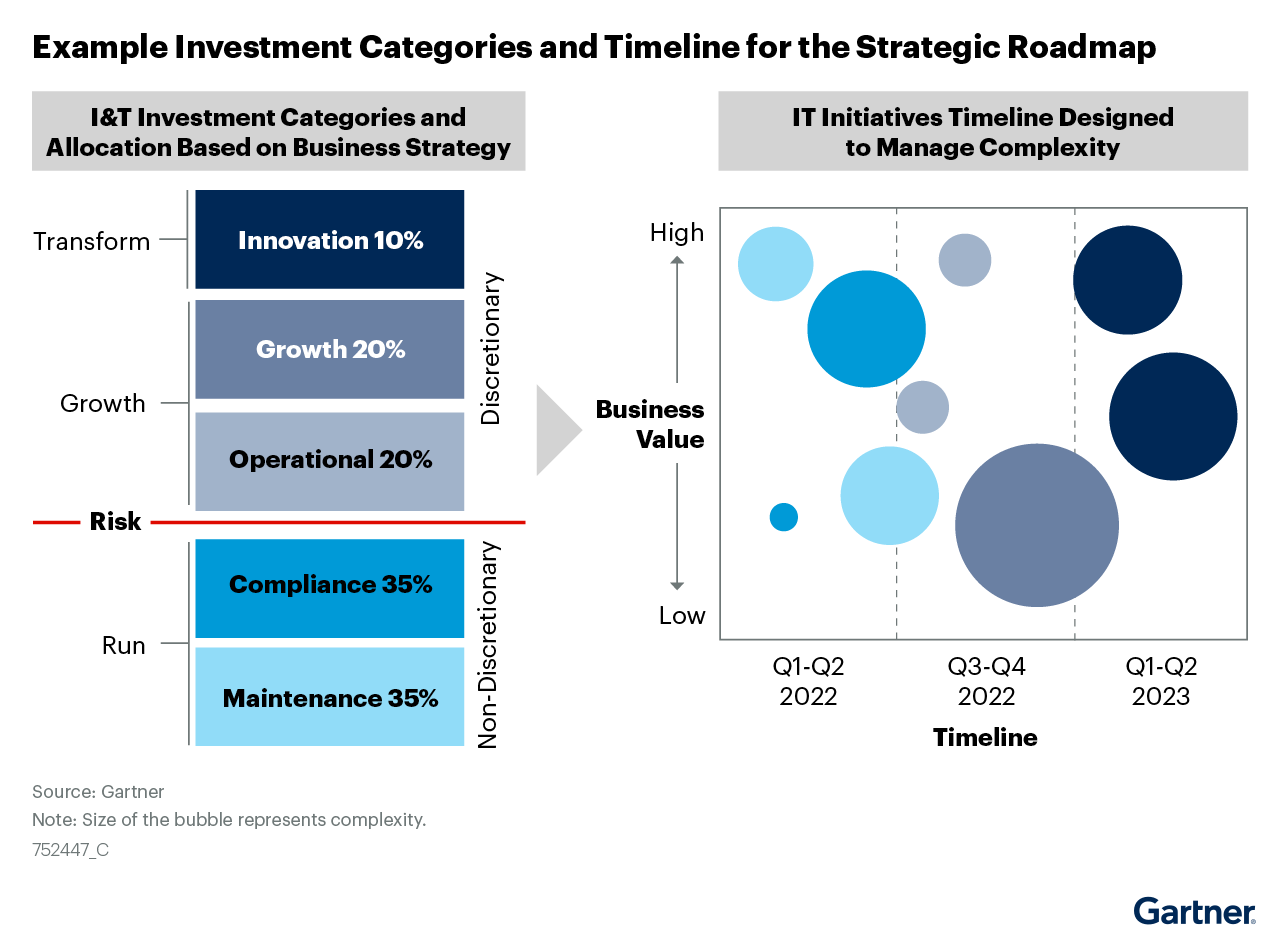 Example Investment Categories and Timeline for the Strategic Roadmap
I&T Investment Categories and
Allocation Based on Business Strategy
Transform
Innovation 10%
Growth
Growth 20%
Operational 20%
Discretionary
Risk
Run
Compliance 35%
Maintenance 35%
Non-Discretionary
IT Initiatives Timeline Designed
to Manage Complexity
High
Business
Value
Low
Q1-Q2
2022
Q3-Q4
2022
Q1-Q2
2023
Timeline
Source: Gartner
Note: Size of the bubble represents complexity.
752447_C
Gartner®